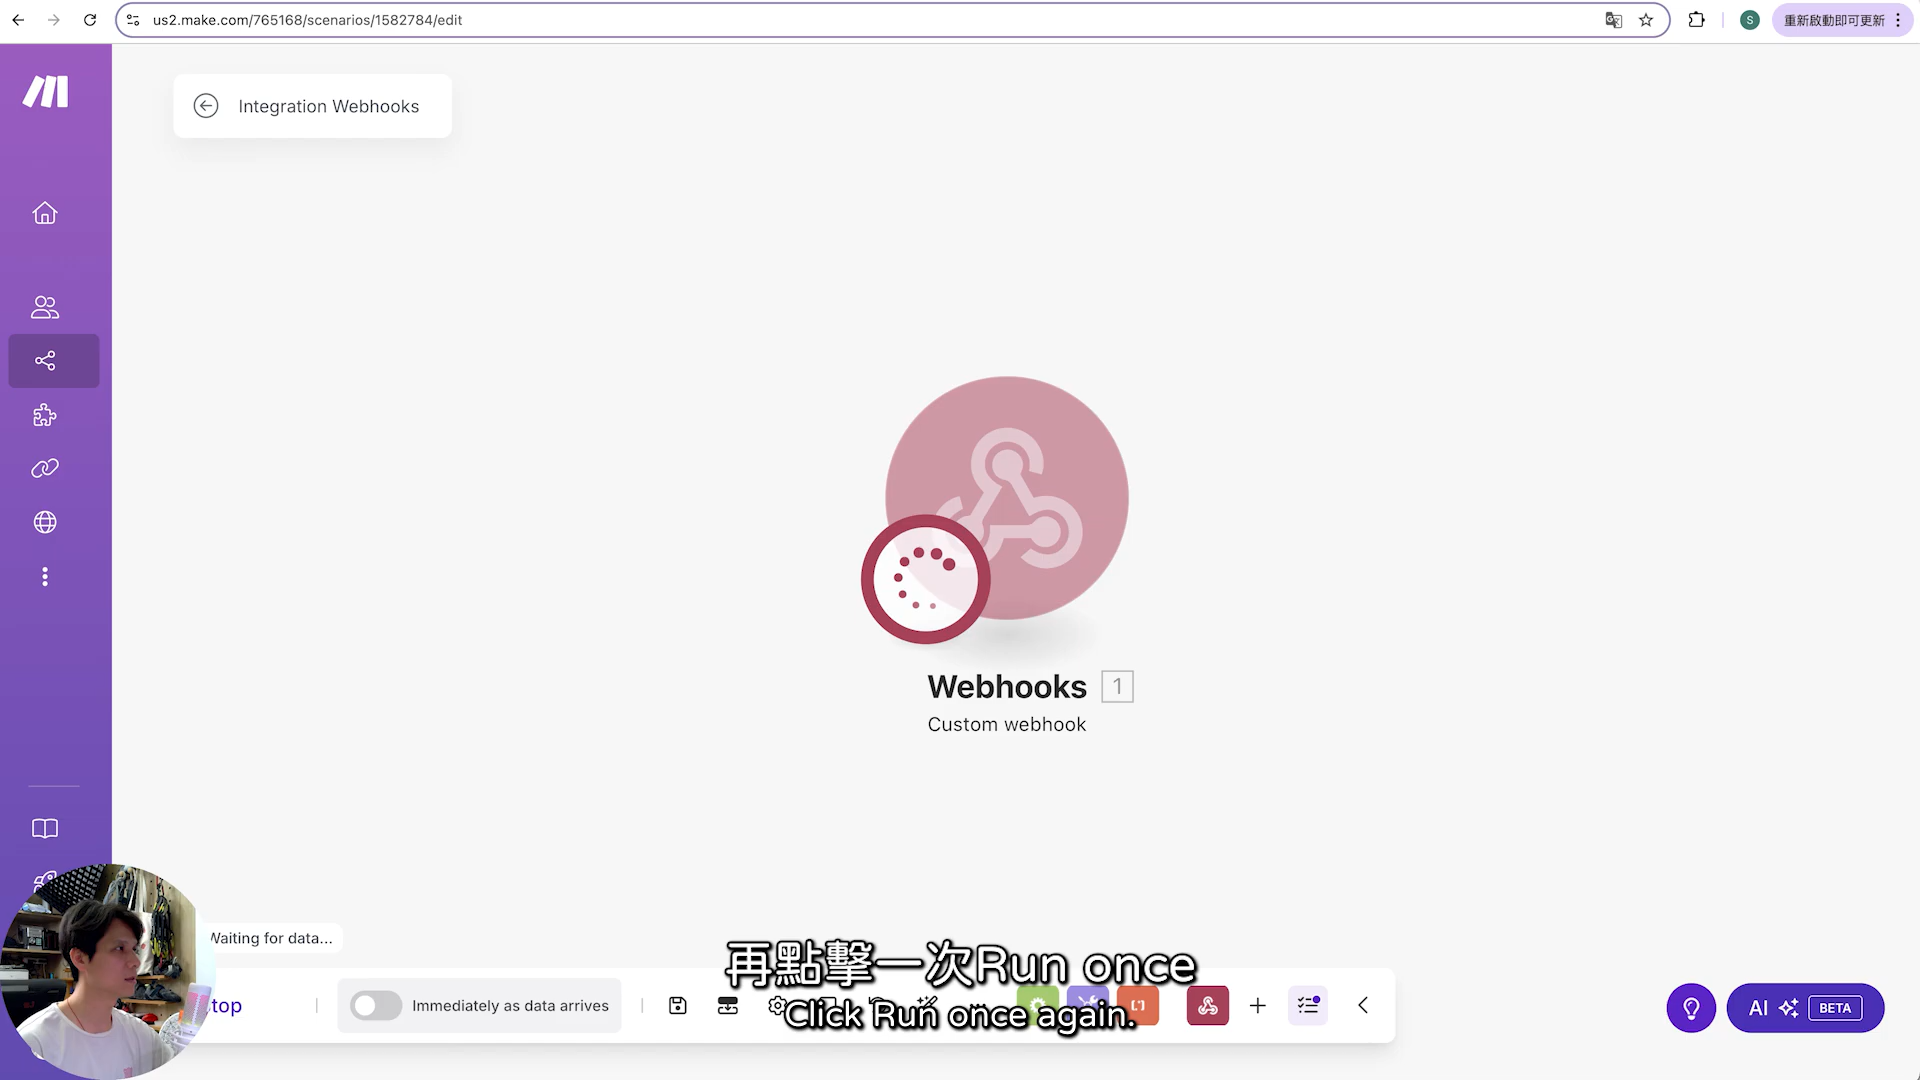 us2.make.com/765168/scenarios/1582784/edit
S
重新啟動即可更新
Integration Webhooks
Webhooks 1
Custom webhook
Waiting for data...
再點擊一次Run once
Click Run once again.
top
Immediately as data arrives
AI
BETA